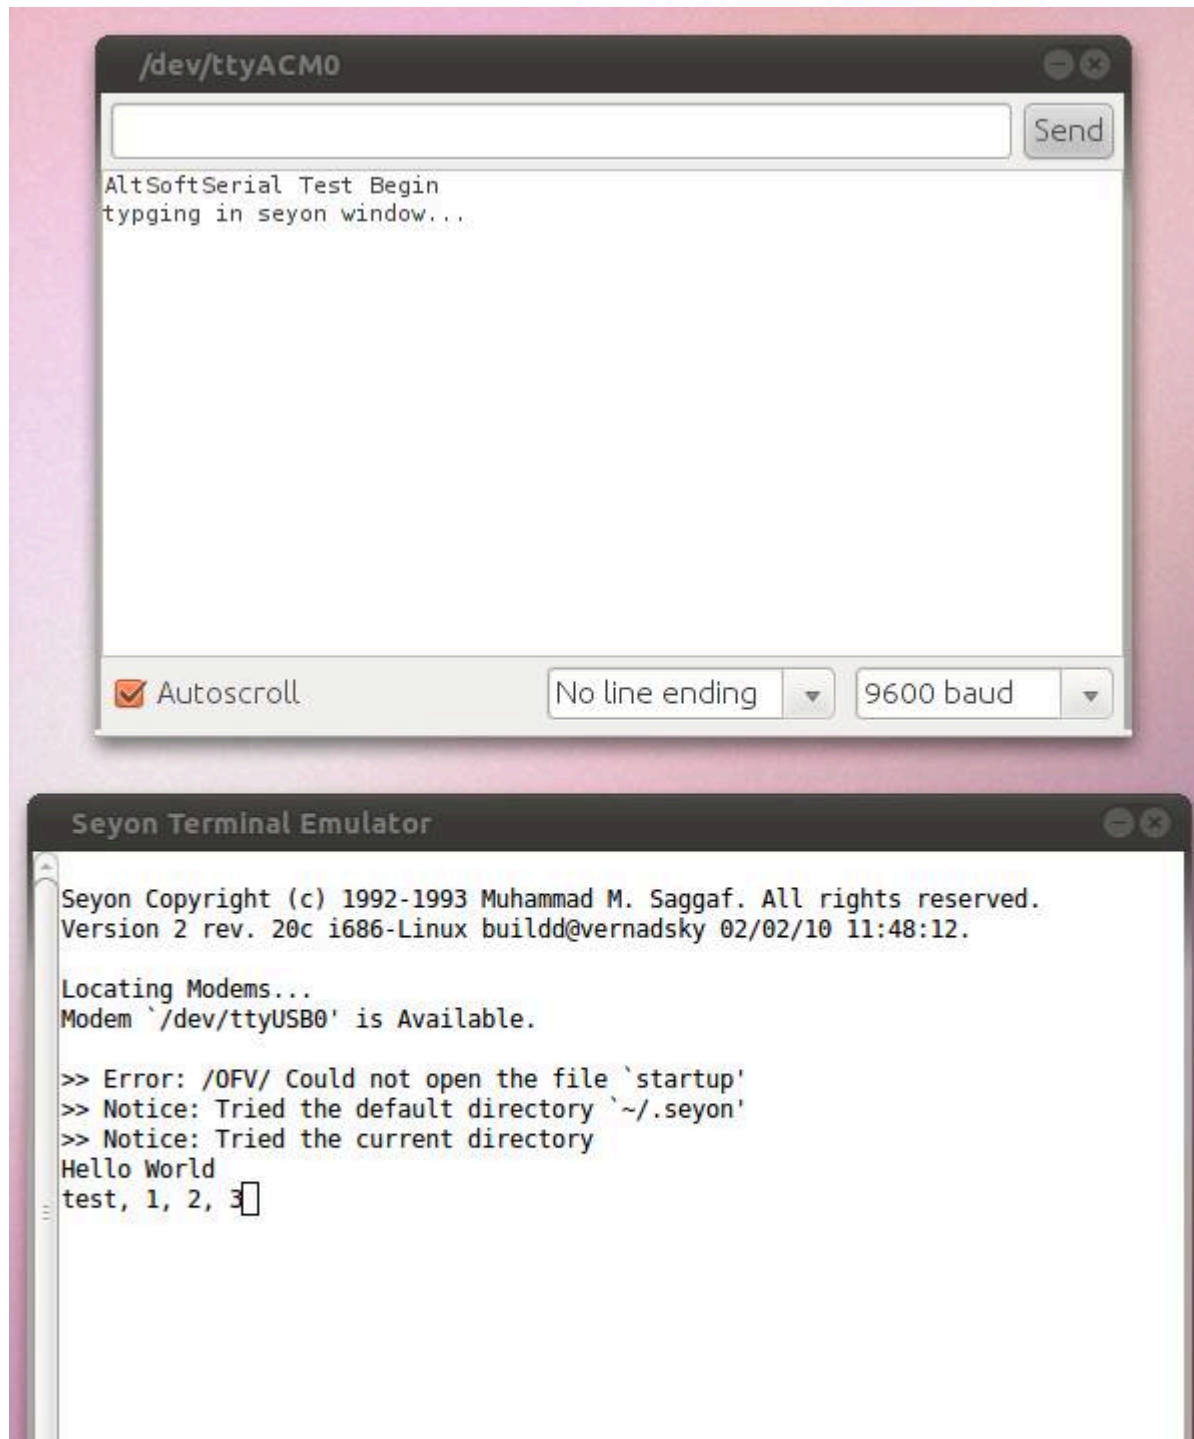 /dev/ttyACM0
Send
AltSoftSerial Test Begin
typging in seyon window...
Autoscroll
No line ending
9600 baud
Seyon Terminal Emulator
Seyon Copyright (c) 1992-1993 Muhammad M. Saggaf. All rights reserved.
Version 2 rev. 20c i686-Linux buildd@vernadsky 02/02/10 11:48:12.
Locating Modems...
Modem `/dev/ttyUSB0' is Available.
>> Error: /OFV/ Could not open the file `startup'
>> Notice: Tried the default directory `~/.seyon'
>> Notice: Tried the current directory
Hello World
test, 1, 2, 3